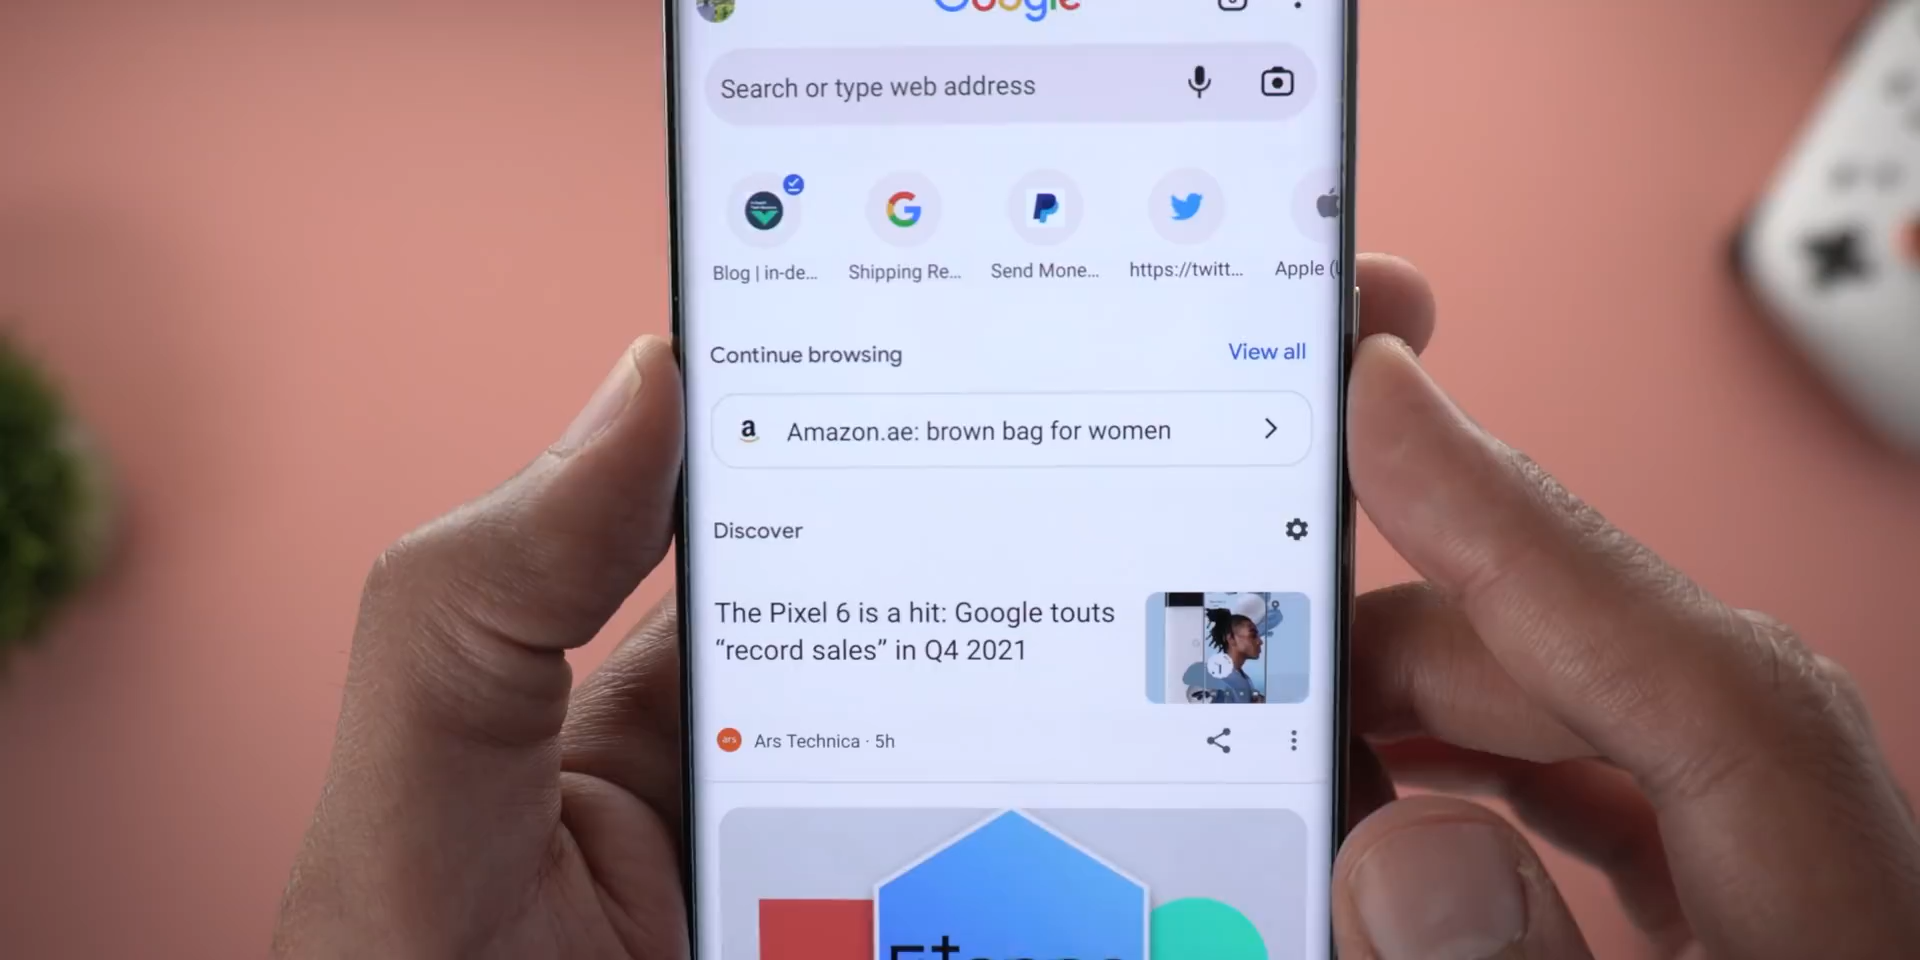 Google
Search or type web address
Blog | in-de...
Shipping Re...
Send Mone...
https://twitt...
Apple (
Continue browsing
View all
a
Amazon.ae: brown bag for women
Discover
The Pixel 6 is a hit: Google touts
“record sales” in Q4 2021
ars
Ars Technica · 5h